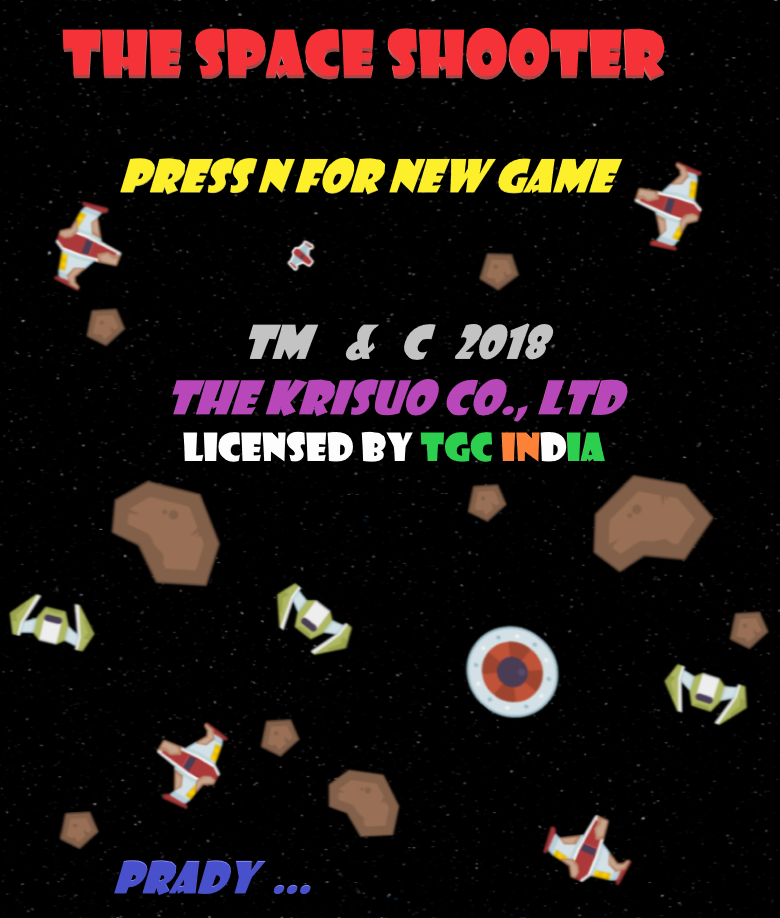 THE SPACE SHOOTER
PRESS N FOR NEW GAME
TM & C 2018
THE KRISUO CO., LTD
LICENSED BY TGC INDIA
PRADY ...